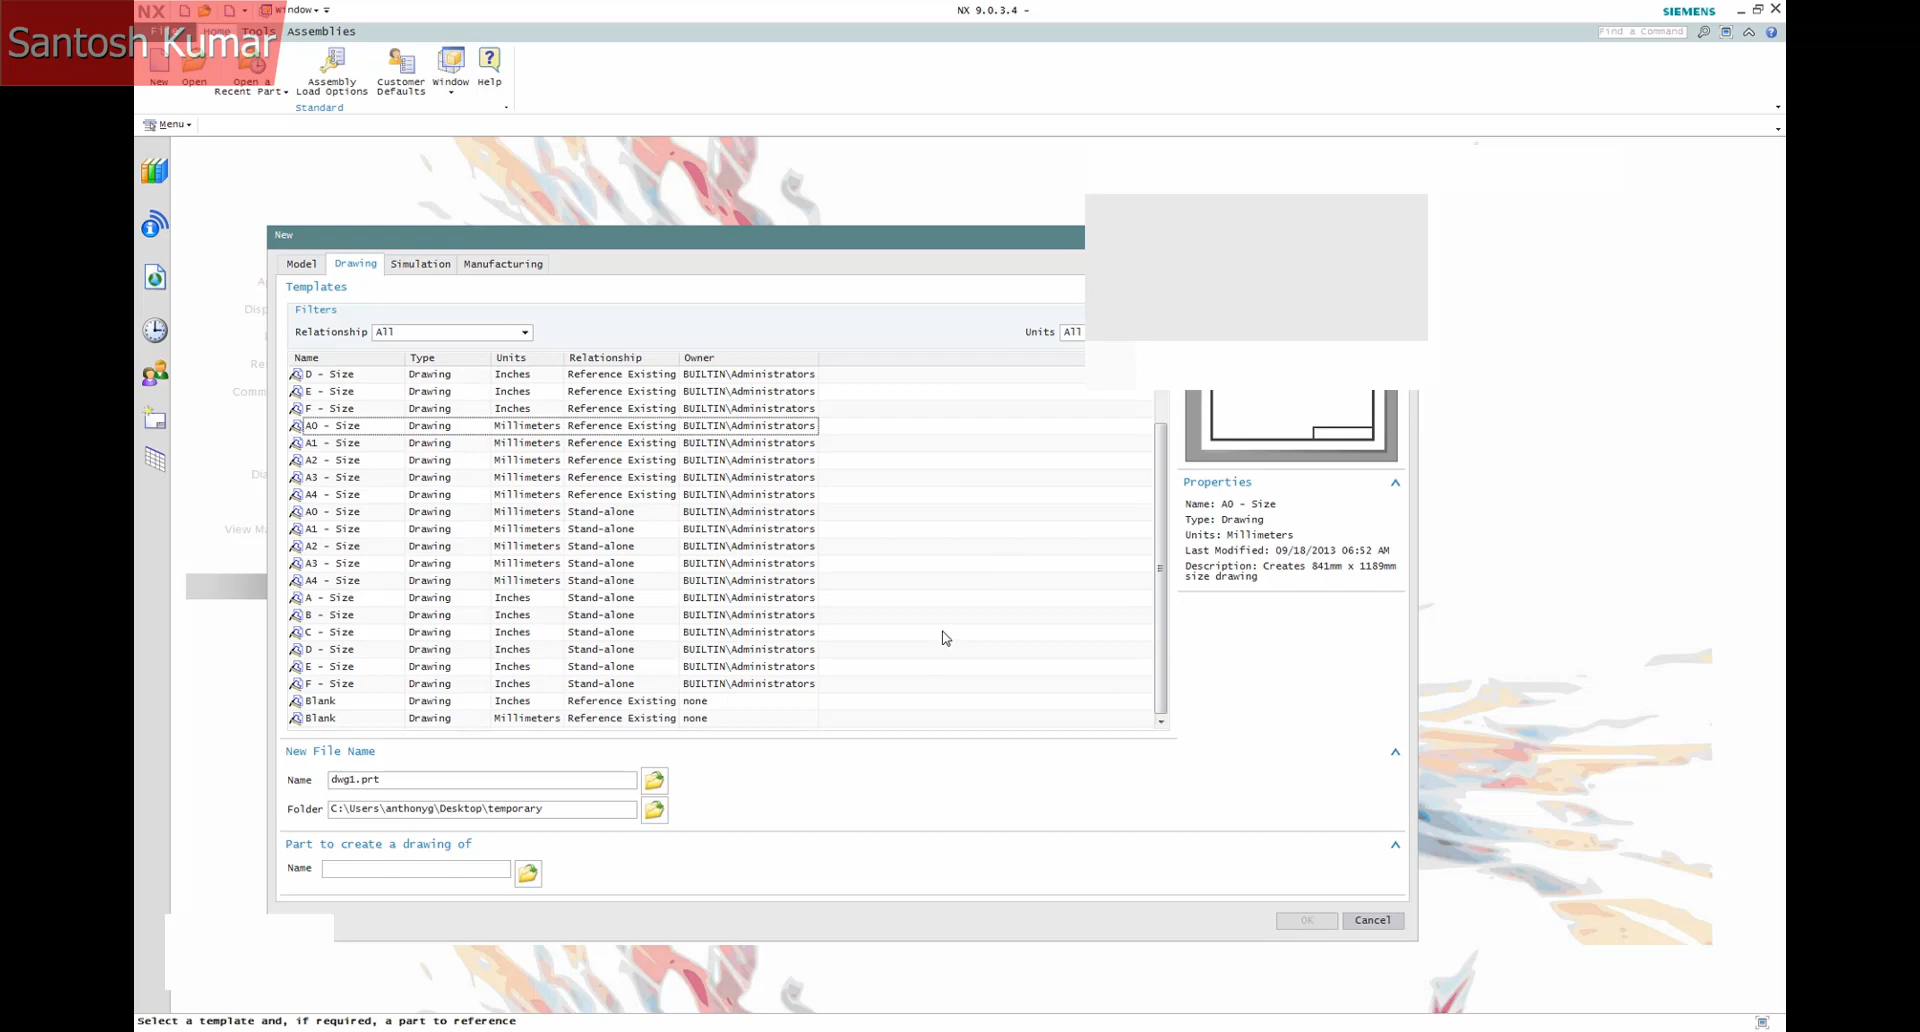 NX Window NX 9.0.3.4 - SIEMENS
Santosh Kumar
File Home Tools Assemblies Find a Command
New Open Open a Recent Part Assembly Load Options Customer Defaults Window Help
Standard
Menu
New
Model Drawing Simulation Manufacturing
Templates
Filters
Relationship All Units All
Name Type Units Relationship Owner
D - Size Drawing Inches Reference Existing BUILTIN\Administrators
E - Size Drawing Inches Reference Existing BUILTIN\Administrators
F - Size Drawing Inches Reference Existing BUILTIN\Administrators
A0 - Size Drawing Millimeters Reference Existing BUILTIN\Administrators
A1 - Size Drawing Millimeters Reference Existing BUILTIN\Administrators
A2 - Size Drawing Millimeters Reference Existing BUILTIN\Administrators
A3 - Size Drawing Millimeters Reference Existing BUILTIN\Administrators
A4 - Size Drawing Millimeters Reference Existing BUILTIN\Administrators
A0 - Size Drawing Millimeters Stand-alone BUILTIN\Administrators
A1 - Size Drawing Millimeters Stand-alone BUILTIN\Administrators
A2 - Size Drawing Millimeters Stand-alone BUILTIN\Administrators
A3 - Size Drawing Millimeters Stand-alone BUILTIN\Administrators
A4 - Size Drawing Millimeters Stand-alone BUILTIN\Administrators
A - Size Drawing Inches Stand-alone BUILTIN\Administrators
B - Size Drawing Inches Stand-alone BUILTIN\Administrators
C - Size Drawing Inches Stand-alone BUILTIN\Administrators
D - Size Drawing Inches Stand-alone BUILTIN\Administrators
E - Size Drawing Inches Stand-alone BUILTIN\Administrators
F - Size Drawing Inches Stand-alone BUILTIN\Administrators
Blank Drawing Inches Reference Existing none
Blank Drawing Millimeters Reference Existing none
Properties
Name: A0 - Size
Type: Drawing
Units: Millimeters
Last Modified: 09/18/2013 06:52 AM
Description: Creates 841mm x 1189mm
size drawing
New File Name
Name dwg1.prt
Folder C:\Users\anthonyg\Desktop\temporary
Part to create a drawing of
Name
OK Cancel
Select a template and, if required, a part to reference